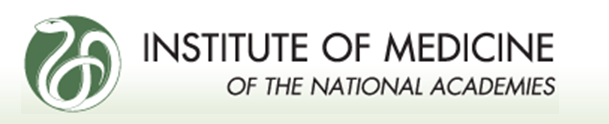 INSTITUTE OF MEDICINE
OF THE NATIONAL ACADEMIES